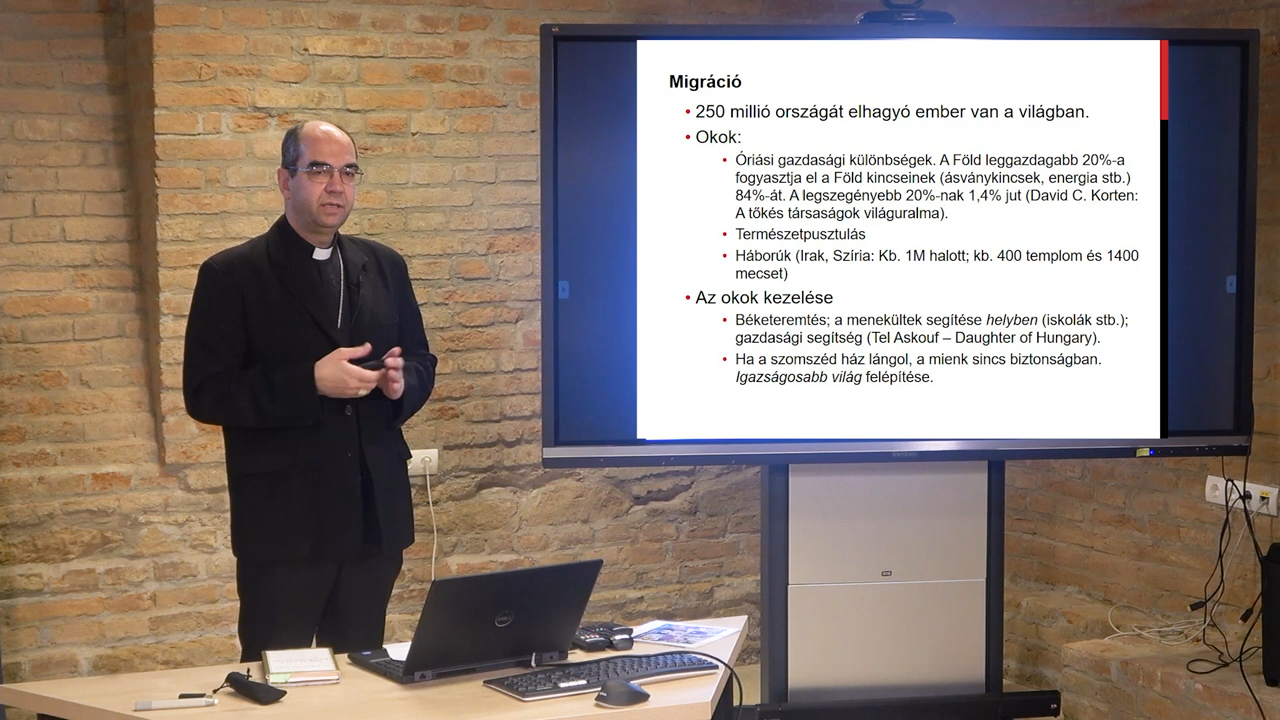 Migráció
• 250 millió országát elhagyó ember van a világban.
• Okok:
• Óriási gazdasági különbségek. A Föld leggazdagabb 20%-a
fogyasztja el a Föld kincseinek (ásványkincsek, energia stb.)
84%-át. A legszegényebb 20%-nak 1,4% jut (David C. Korten:
A tőkés társaságok világuralma).
• Természetpusztulás
• Háborúk (Irak, Szíria: Kb. 1M halott; kb. 400 templom és 1400
mecset)
• Az okok kezelése
• Béketeremtés; a menekültek segítése helyben (iskolák stb.);
gazdasági segítség (Tel Askouf – Daughter of Hungary).
• Ha a szomszéd ház lángol, a mienk sincs biztonságban.
Igazságosabb világ felépítése.
DELL